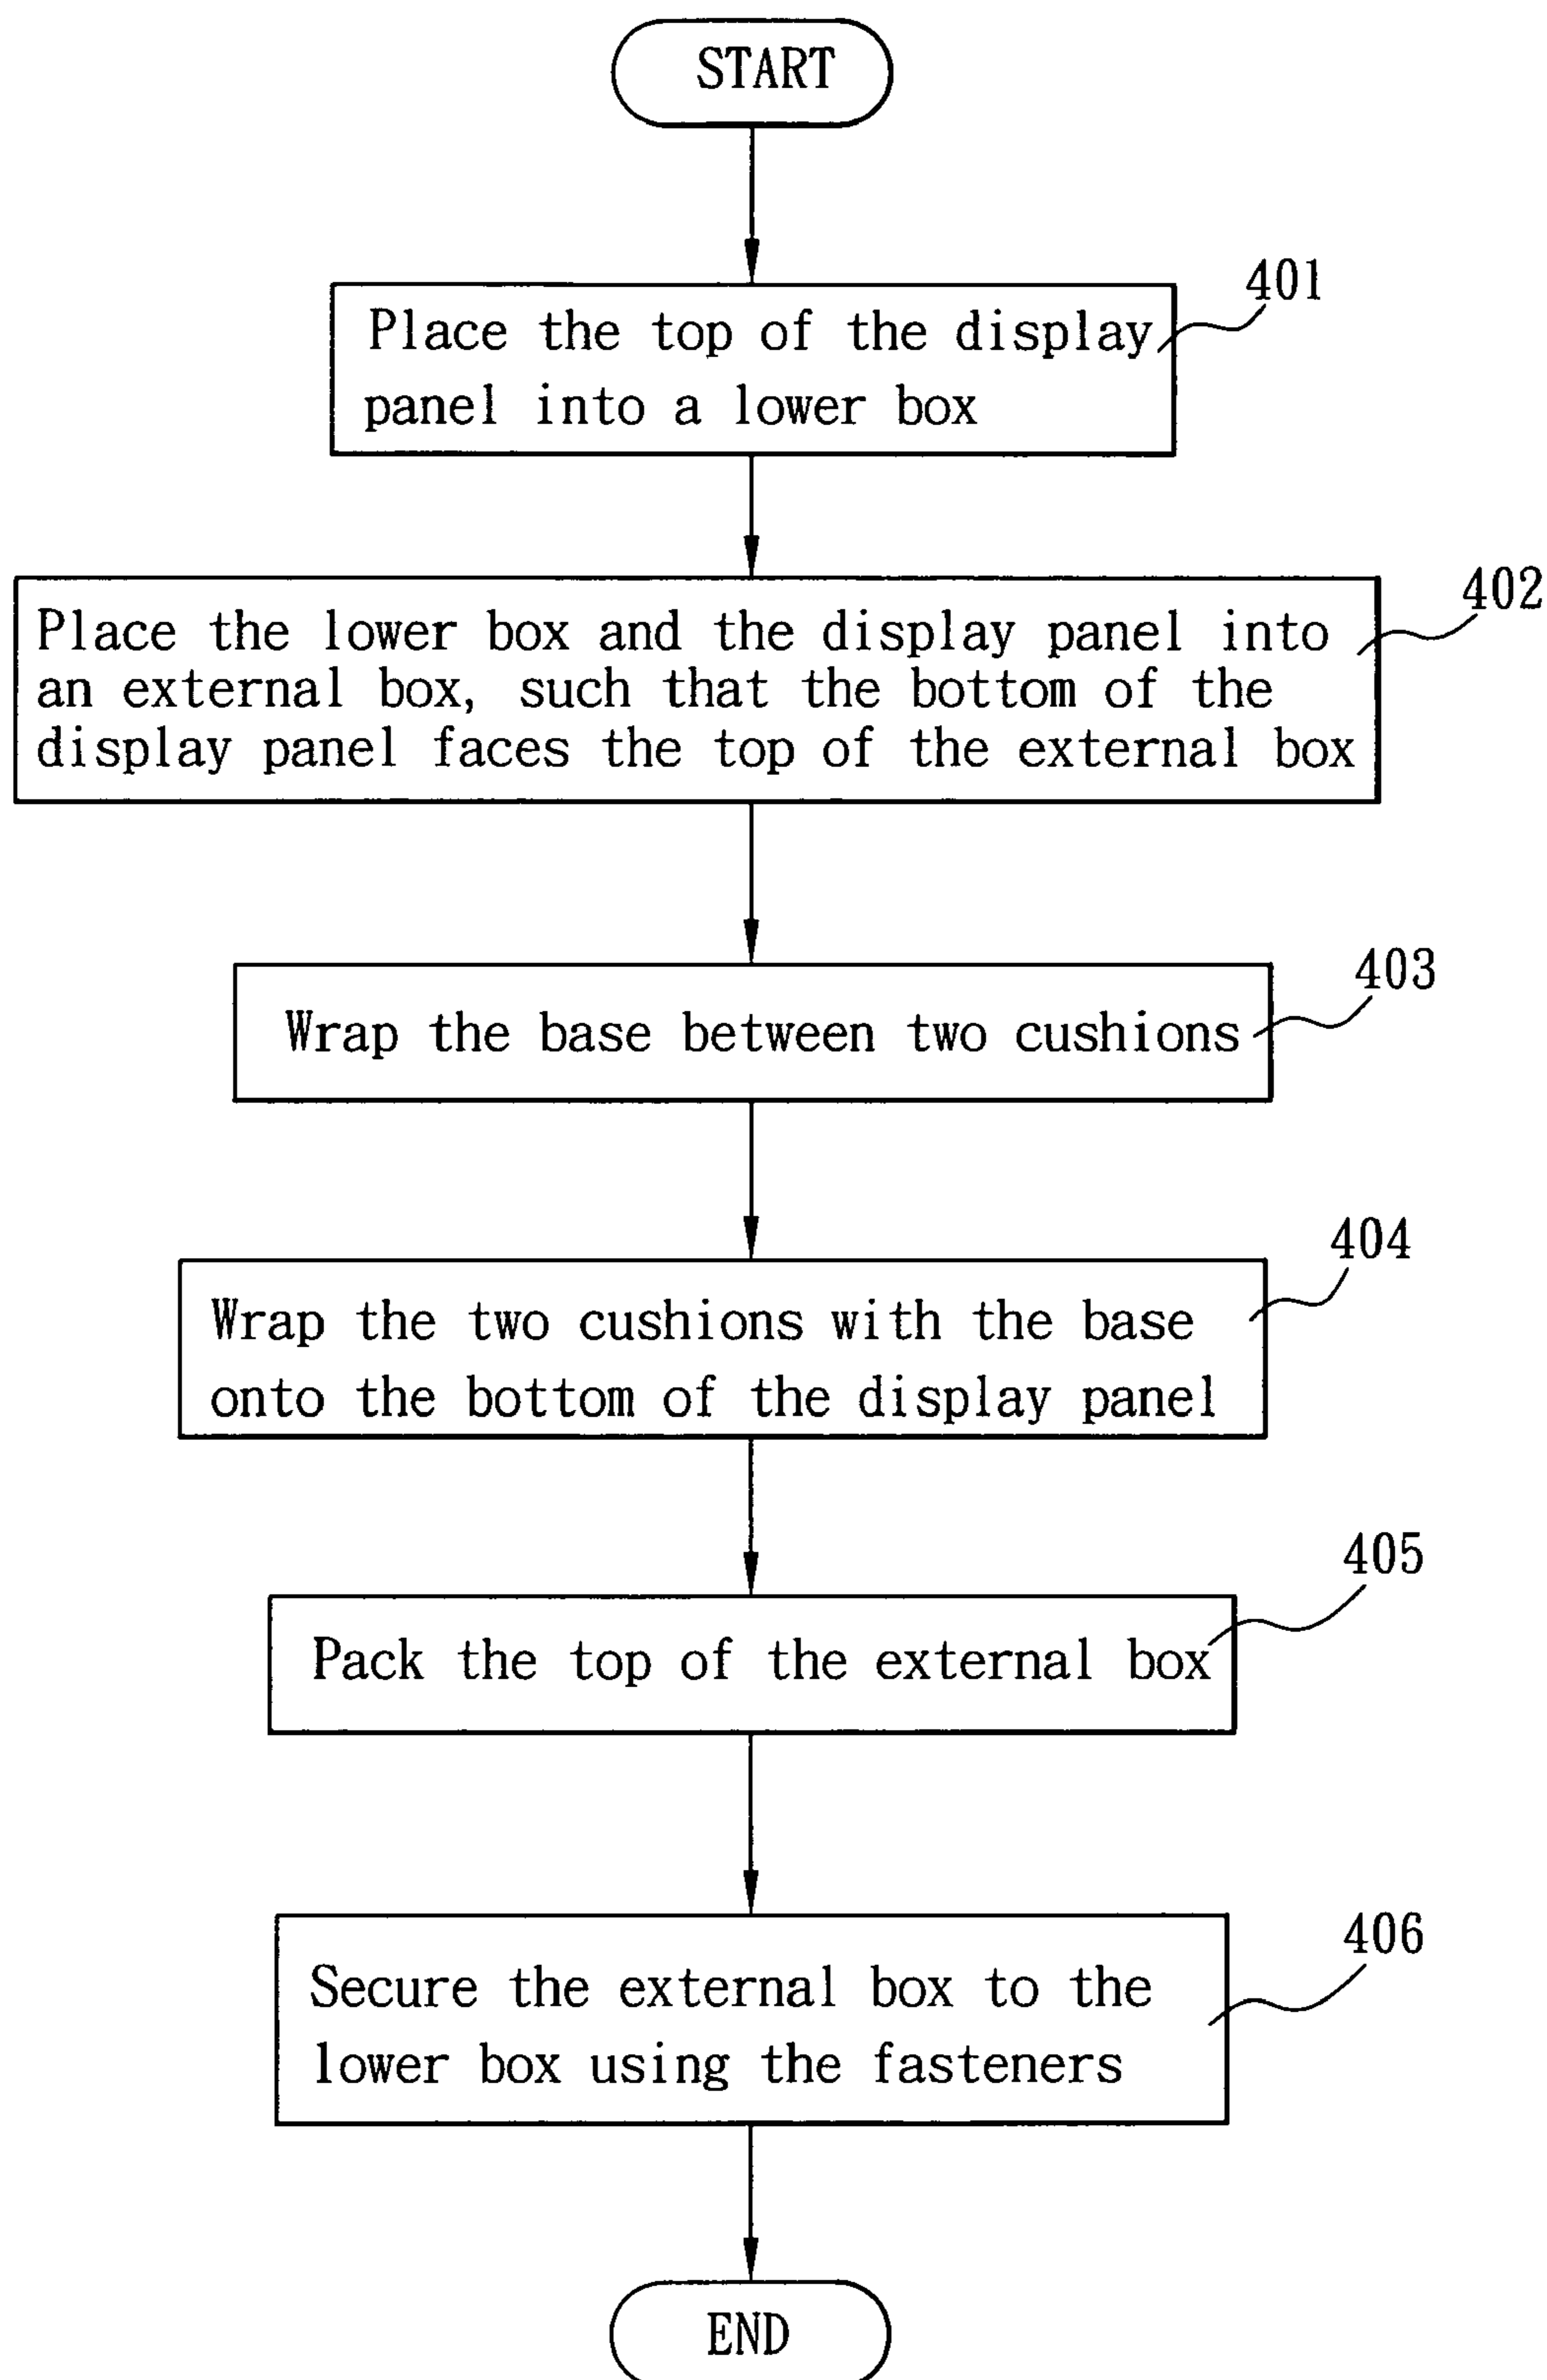 START
401
Place the top of the display
panel into a lower box
402
Place the lower box and the display panel into
an external box, such that the bottom of the
display panel faces the top of the external box
403
Wrap the base between two cushions
404
Wrap the two cushions with the base
onto the bottom of the display panel
405
Pack the top of the external box
406
Secure the external box to the
lower box using the fasteners
END